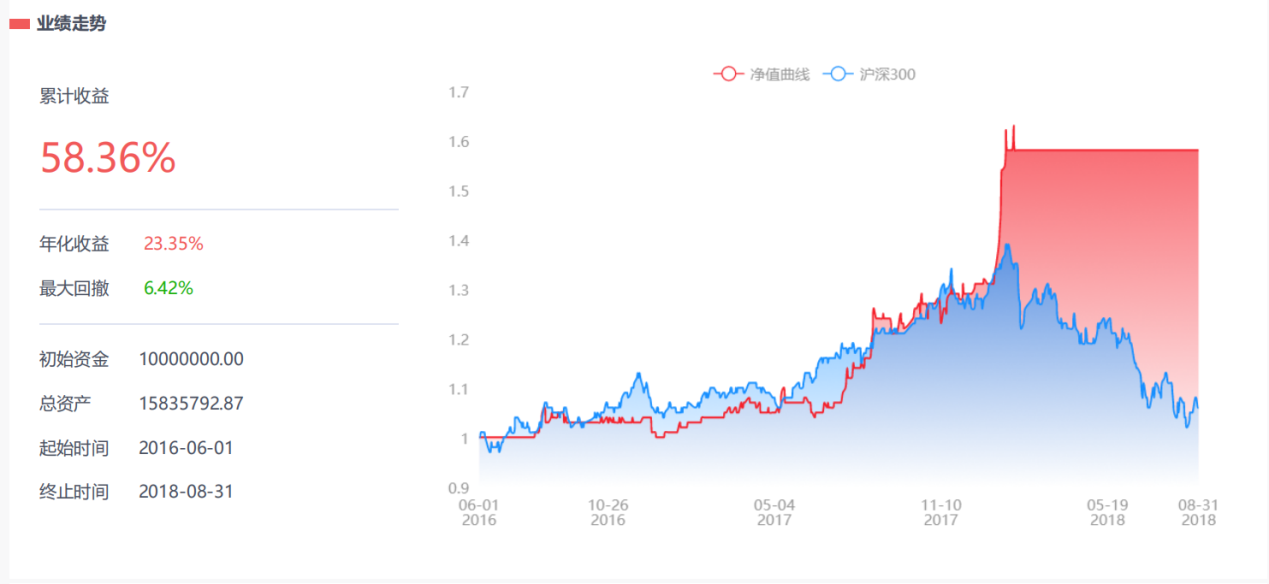 业绩走势
累计收益
58.36%
年化收益 23.35%
最大回撤 6.42%
初始资金 10000000.00
总资产 15835792.87
起始时间 2016-06-01
终止时间 2018-08-31
净值曲线 沪深300
1.7
1.6
1.5
1.4
1.3
1.2
1.1
1
0.9
06-01 10-26 05-04 11-10 05-19 08-31
2016 2016 2017 2017 2018 2018